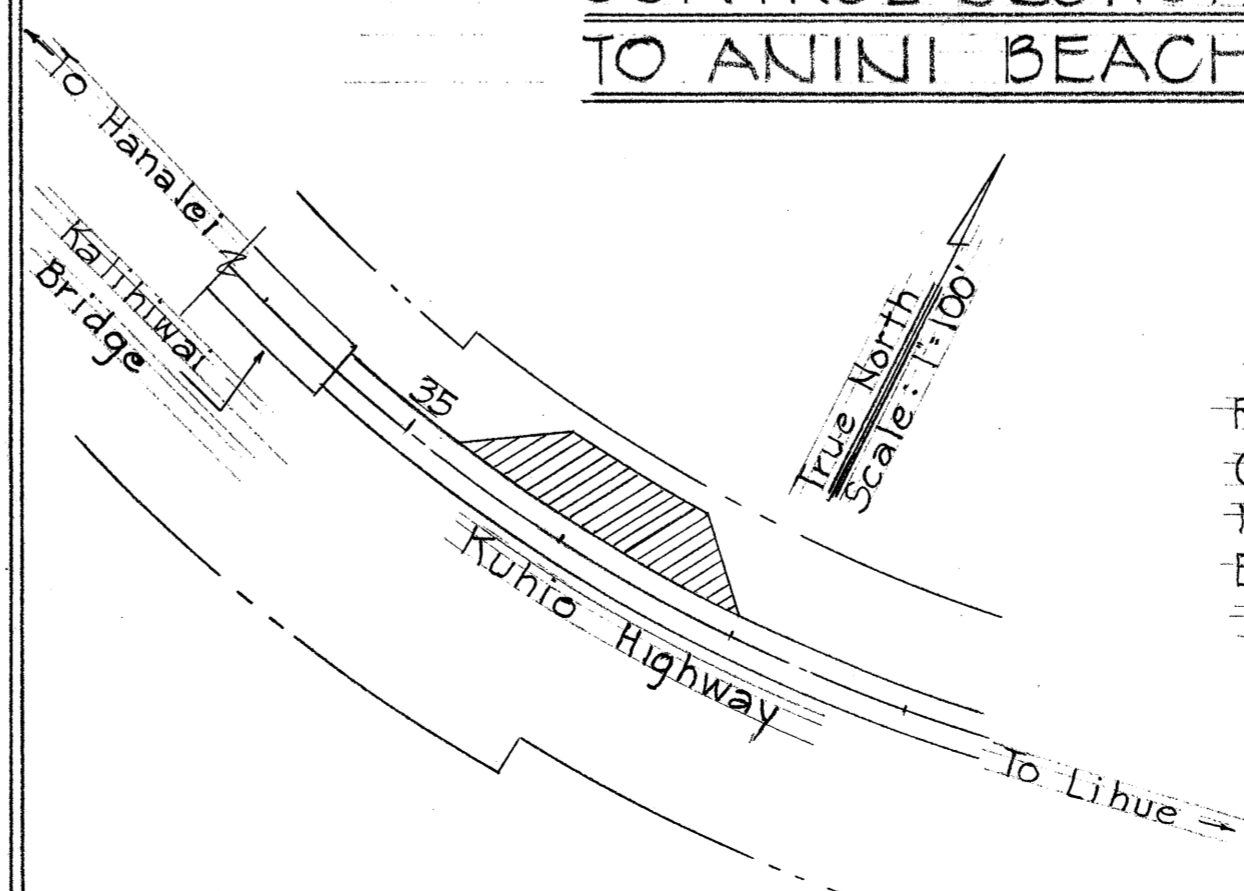 TO ANINI BEACH
To Hanalei
Kalihiwai
Bridge
35
True North
Scale: 1"=100'
Kuhio Highway
To Lihue